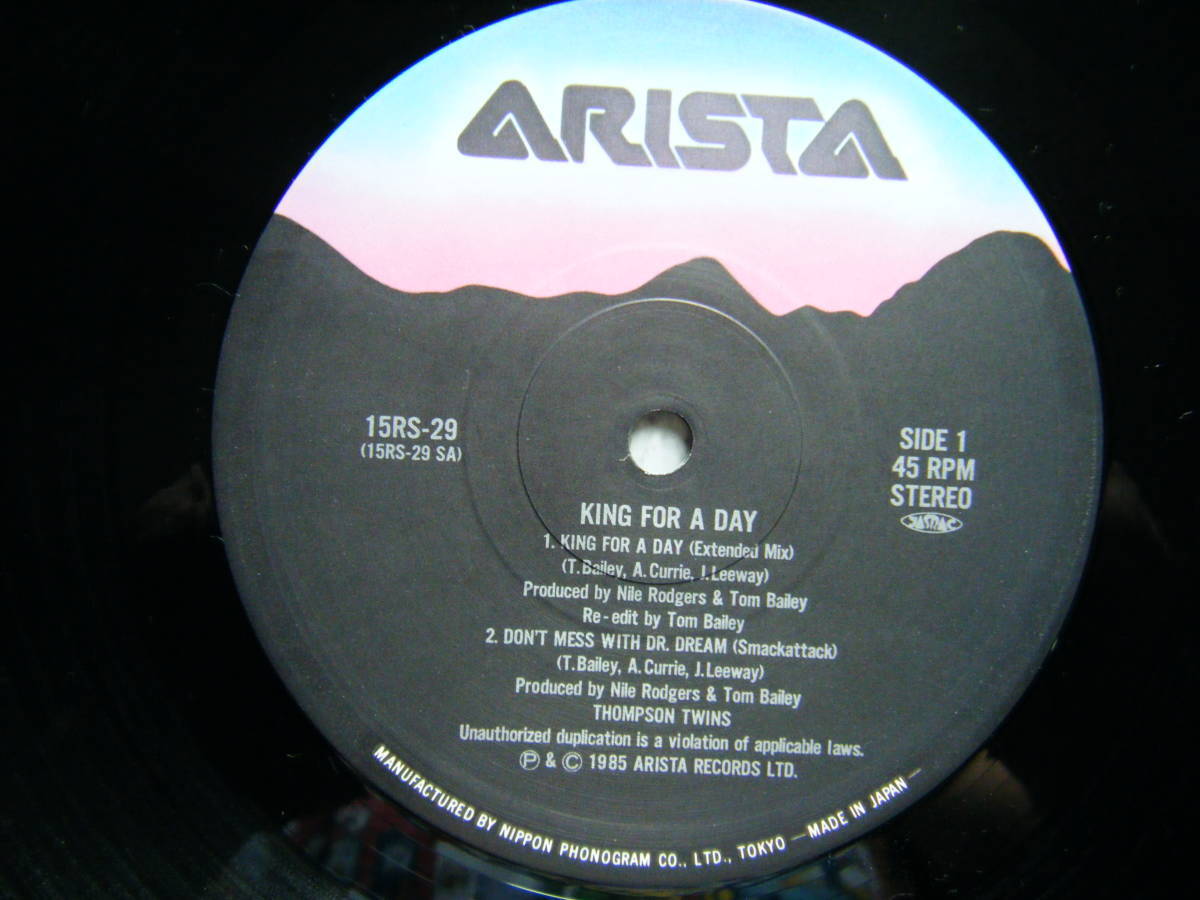 ARISTA
15RS-29
(15RS-29 SA)
SIDE 1
45 RPM
STEREO
JASRAC
KING FOR A DAY
1. KING FOR A DAY (Extended Mix)
(T.Bailey, A.Currie, J.Leeway)
Produced by Nile Rodgers & Tom Bailey
Re-edit by Tom Bailey
2. DON'T MESS WITH DR. DREAM (Smackattack)
(T.Bailey, A.Currie, J.Leeway)
Produced by Nile Rodgers & Tom Bailey
THOMPSON TWINS
Unauthorized duplication is a violation of applicable laws.
Ⓟ & © 1985 ARISTA RECORDS LTD.
MANUFACTURED BY NIPPON PHONOGRAM CO., LTD., TOKYO — MADE IN JAPAN —